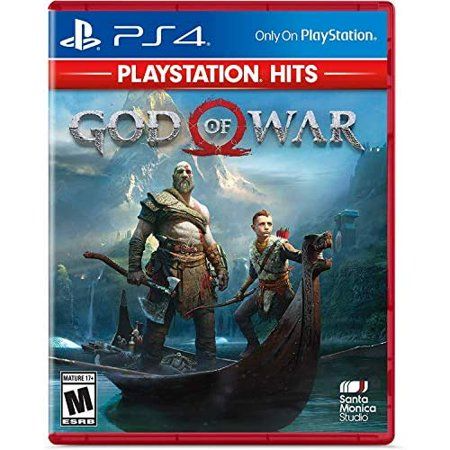 PS4
Only On PlayStation®
PLAYSTATION® HITS
GOD OF WAR
MATURE 17+
M
ESRB
Santa
Monica
Studio